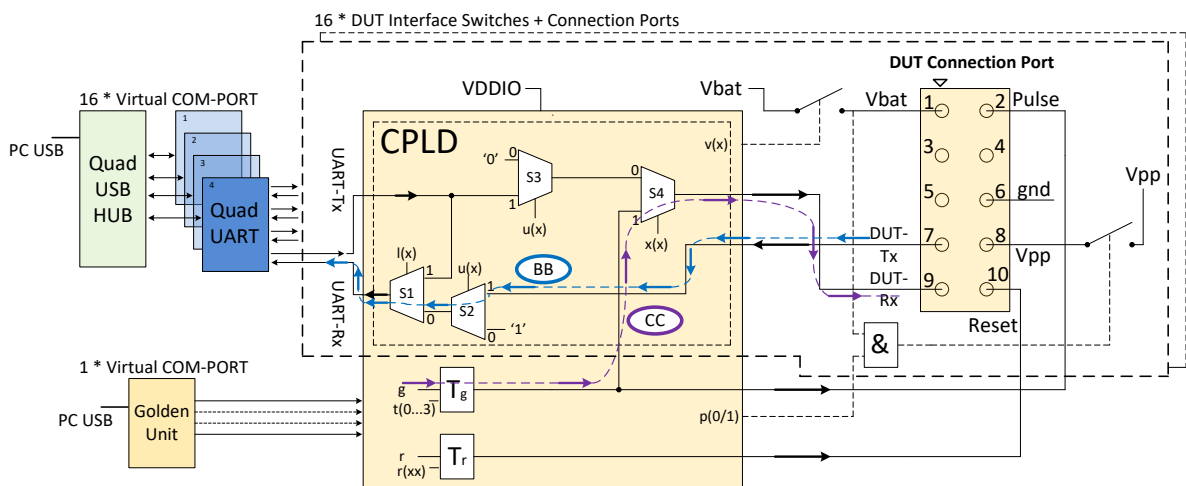 16 * DUT Interface Switches + Connection Ports
DUT Connection Port
16 * Virtual COM-PORT
VDDIO
Vbat
Vbat
1
2
Pulse
PC USB
Quad
USB
HUB
1
2
3
4
Quad
UART
UART-Tx
UART-Rx
CPLD
v(x)
'0'
0
1
S3
u(x)
0
1
S4
x(x)
3
4
5
6
gnd
Vpp
7
8
Vpp
DUT-
Tx
DUT-
Rx
9
10
Reset
l(x)
S1
1
0
u(x)
S2
1
0
'1'
BB
CC
&
1 * Virtual COM-PORT
PC USB
Golden
Unit
g
t(0...3)
Tg
p(0/1)
r
r(xx)
Tr